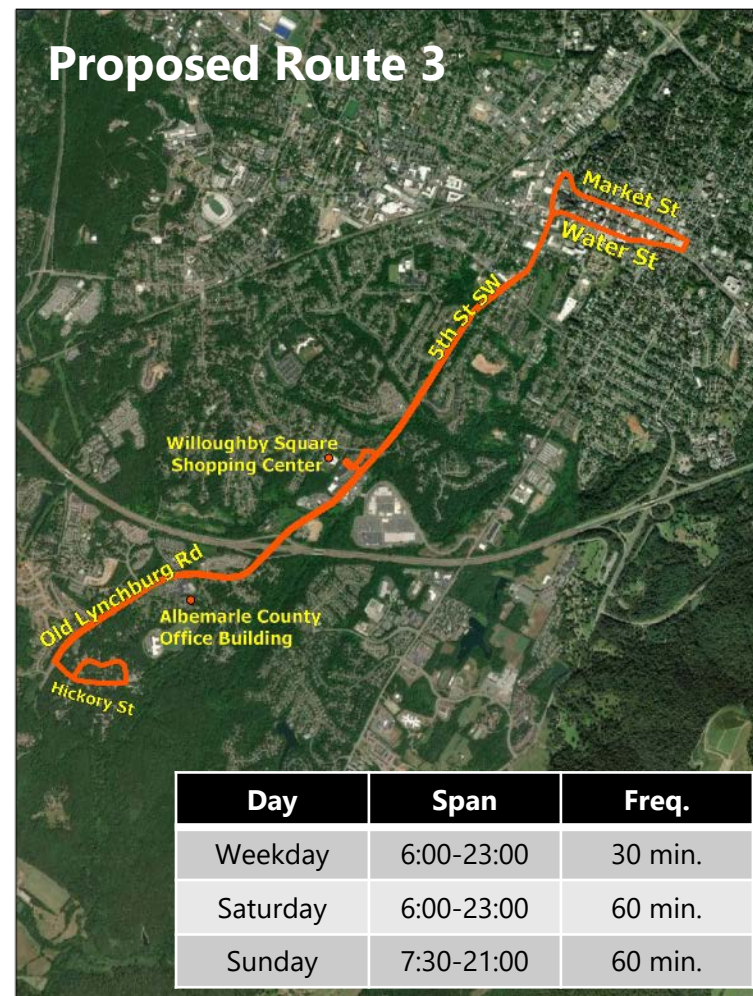 Proposed Route 3
Market St
Water St
5th St SW
Willoughby Square
Shopping Center
Old Lynchburg Rd
Albemarle County
Office Building
Hickory St
Day Span Freq.
Weekday 6:00-23:00 30 min.
Saturday 6:00-23:00 60 min.
Sunday 7:30-21:00 60 min.